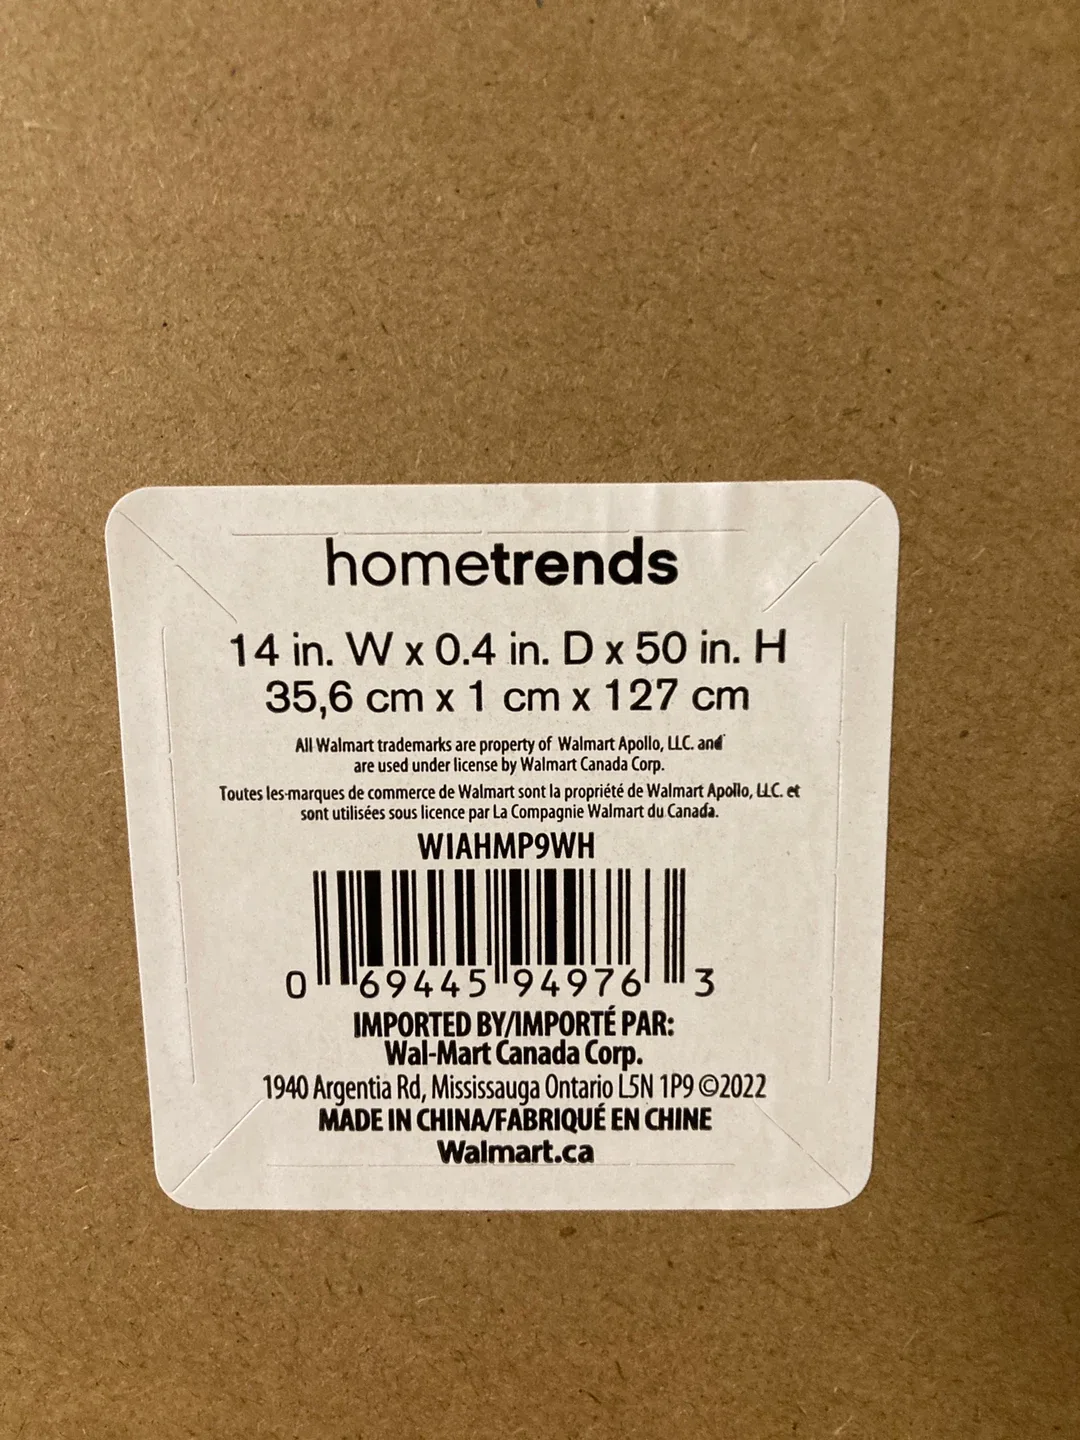 hometrends
14 in. W x 0.4 in. D x 50 in. H
35,6 cm x 1 cm x 127 cm
All Walmart trademarks are property of Walmart Apollo, LLC. and
are used under license by Walmart Canada Corp.
Toutes les marques de commerce de Walmart sont la propriété de Walmart Apollo, LLC. et
sont utilisées sous licence par La Compagnie Walmart du Canada.
WIAHMP9WH
0 69445 94976 3
IMPORTED BY/IMPORTÉ PAR:
Wal-Mart Canada Corp.
1940 Argentia Rd, Mississauga Ontario L5N 1P9 ©2022
MADE IN CHINA/FABRIQUÉ EN CHINE
Walmart.ca